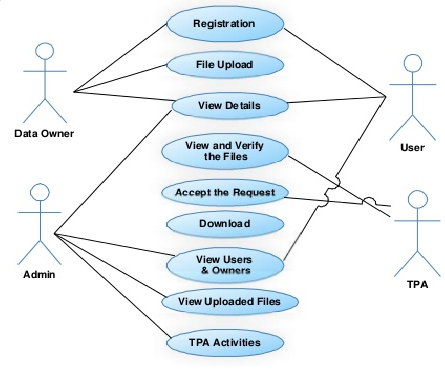 Registration
File Upload
View Details
Data Owner
User
View and Verify
the Files
Accept the Request
Download
View Users
& Owners
Admin
TPA
View Uploaded Files
TPA Activities